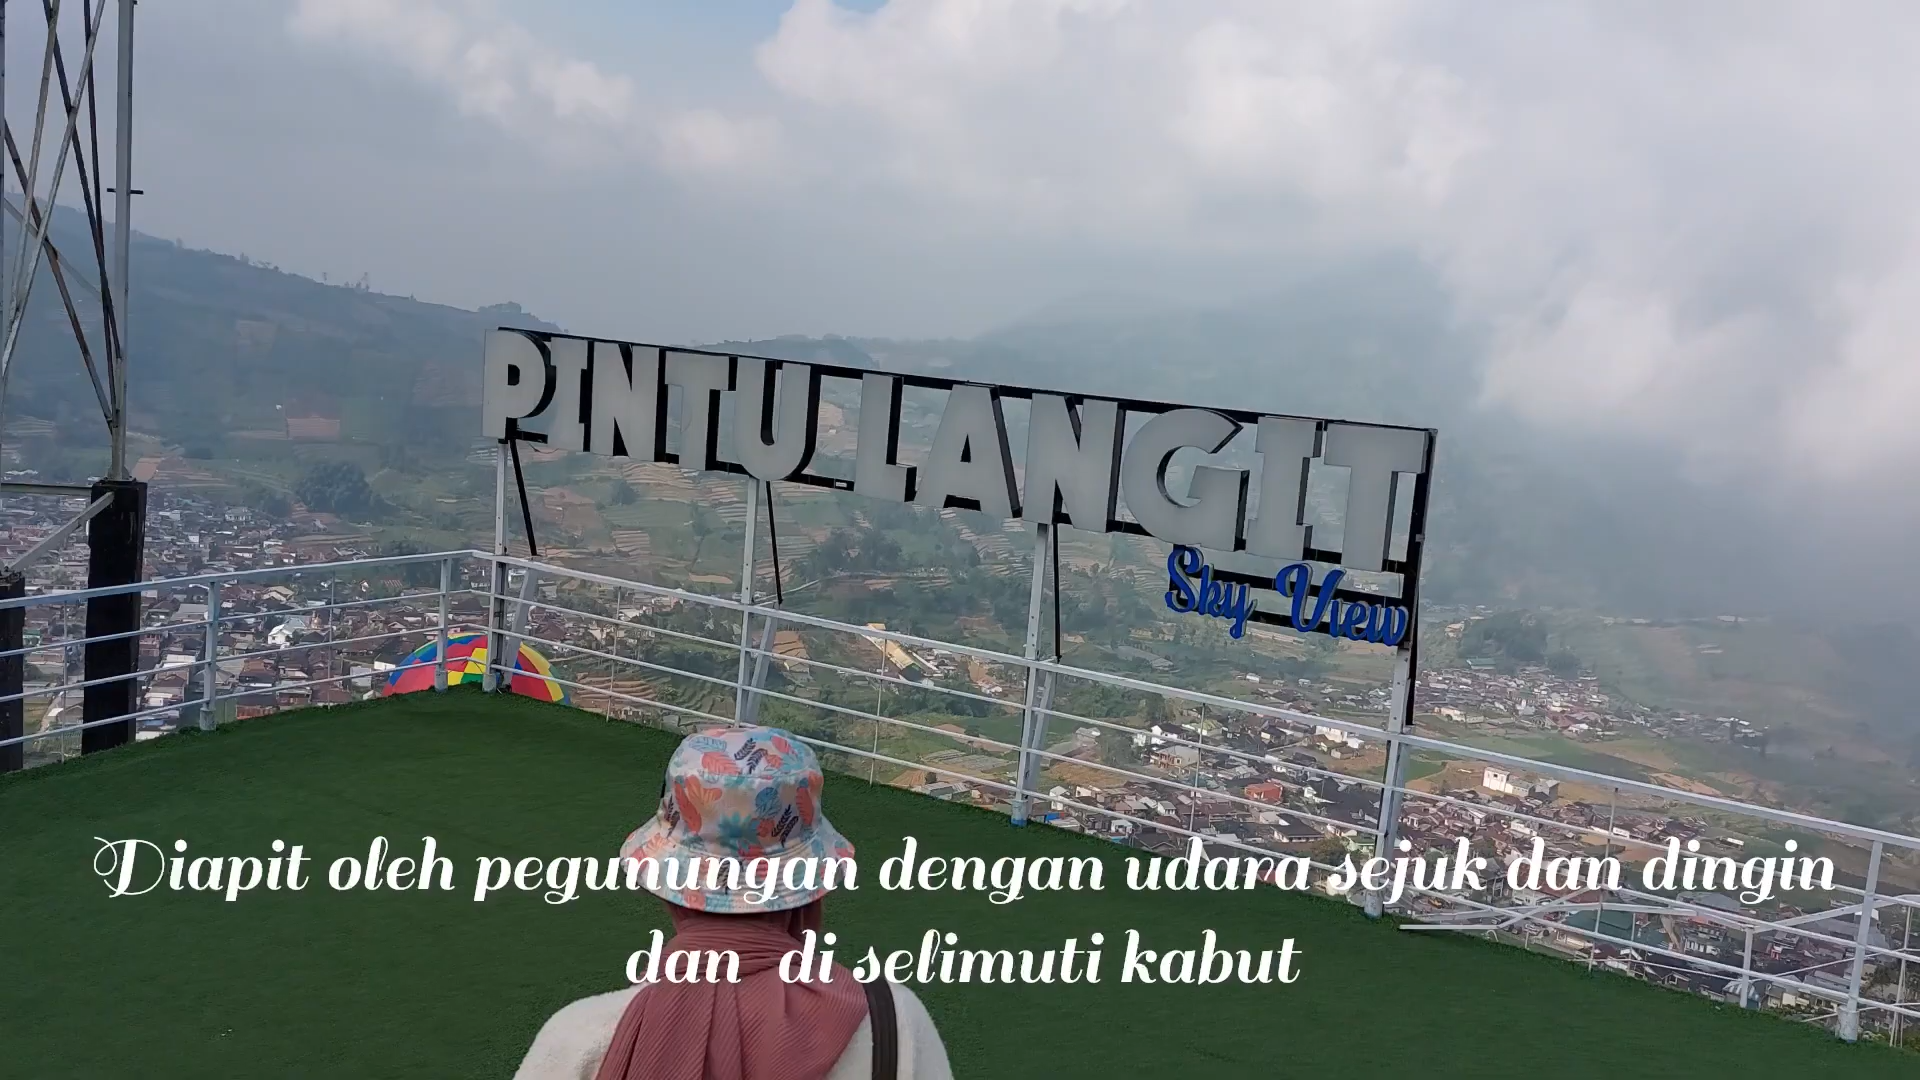 PINTU LANGIT
Sky View
Diapit oleh pegunungan dengan udara sejuk dan dingin
dan di selimuti kabut